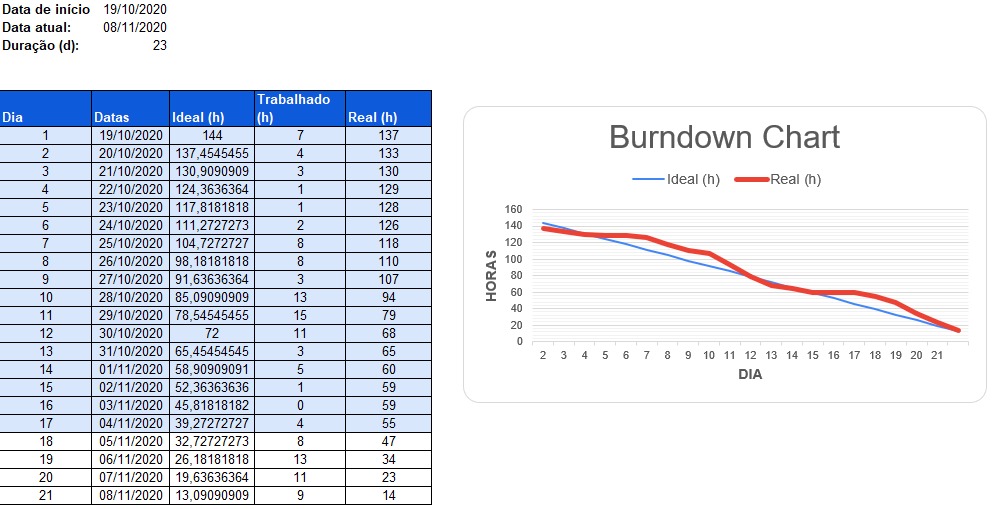 Data de início 19/10/2020
Data atual: 08/11/2020
Duração (d): 23
Dia Datas Ideal (h) Trabalhado (h) Real (h)
1 19/10/2020 144 7 137
2 20/10/2020 137,4545455 4 133
3 21/10/2020 130,9090909 3 130
4 22/10/2020 124,3636364 1 129
5 23/10/2020 117,8181818 1 128
6 24/10/2020 111,2727273 2 126
7 25/10/2020 104,7272727 8 118
8 26/10/2020 98,18181818 8 110
9 27/10/2020 91,63636364 3 107
10 28/10/2020 85,09090909 13 94
11 29/10/2020 78,54545455 15 79
12 30/10/2020 72 11 68
13 31/10/2020 65,45454545 3 65
14 01/11/2020 58,90909091 5 60
15 02/11/2020 52,36363636 1 59
16 03/11/2020 45,81818182 0 59
17 04/11/2020 39,27272727 4 55
18 05/11/2020 32,72727273 8 47
19 06/11/2020 26,18181818 13 34
20 07/11/2020 19,63636364 11 23
21 08/11/2020 13,09090909 9 14
Burndown Chart
Ideal (h) Real (h)
160
140
120
100
80
60
40
20
0
HORAS
2 3 4 5 6 7 8 9 10 11 12 13 14 15 16 17 18 19 20 21
DIA